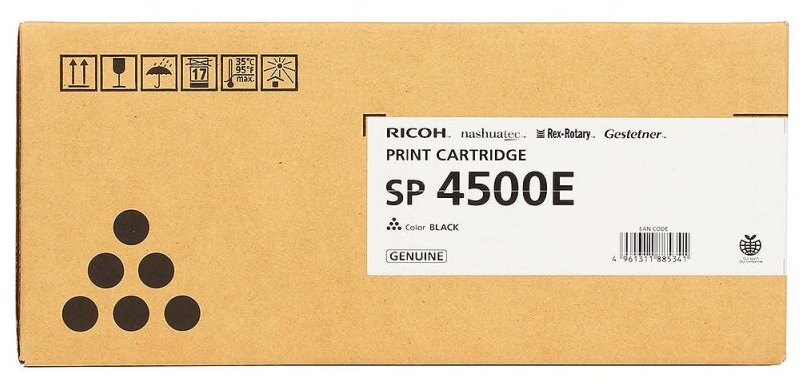 17
35°C
95°F
max.
RICOH nashuatec Rex-Rotary Gestetner
PRINT CARTRIDGE
SP 4500E
Color BLACK
GENUINE
EAN CODE
4 961311 885341